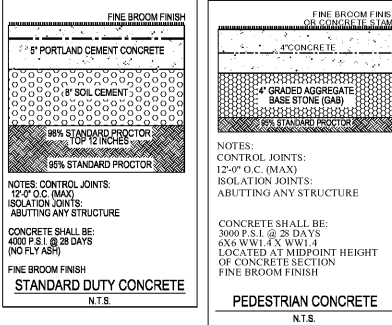 FINE BROOM FINISH
5" PORTLAND CEMENT CONCRETE
8" SOIL CEMENT
98% STANDARD PROCTOR
TOP 12 INCHES
95% STANDARD PROCTOR
NOTES: CONTROL JOINTS:
12'-0" O.C. (MAX)
ISOLATION JOINTS:
ABUTTING ANY STRUCTURE
CONCRETE SHALL BE:
4000 P.S.I. @ 28 DAYS
(NO FLY ASH)
FINE BROOM FINISH
STANDARD DUTY CONCRETE
N.T.S.
FINE BROOM FINIS
OR CONCRETE STAM
4"CONCRETE
4" GRADED AGGREGATE
BASE STONE (GAB)
95% STANDARD PROCTOR
NOTES:
CONTROL JOINTS:
12'-0" O.C. (MAX)
ISOLATION JOINTS:
ABUTTING ANY STRUCTURE
CONCRETE SHALL BE:
3000 P.S.I. @ 28 DAYS
6X6 WW1.4 X WW1.4
LOCATED AT MIDPOINT HEIGHT
OF CONCRETE SECTION
FINE BROOM FINISH
PEDESTRIAN CONCRETE
N.T.S.